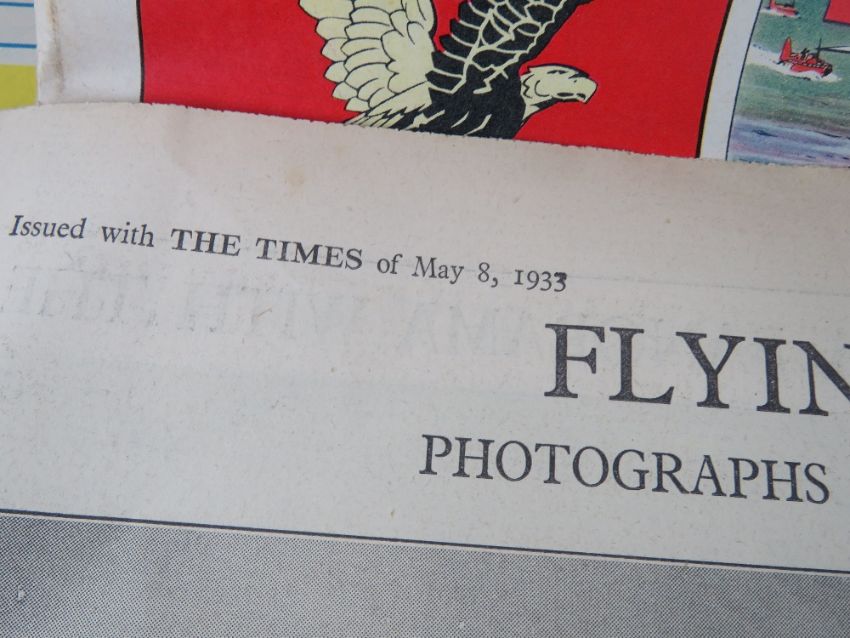 Issued with THE TIMES of May 8, 1933
FLYIN
PHOTOGRAPHS